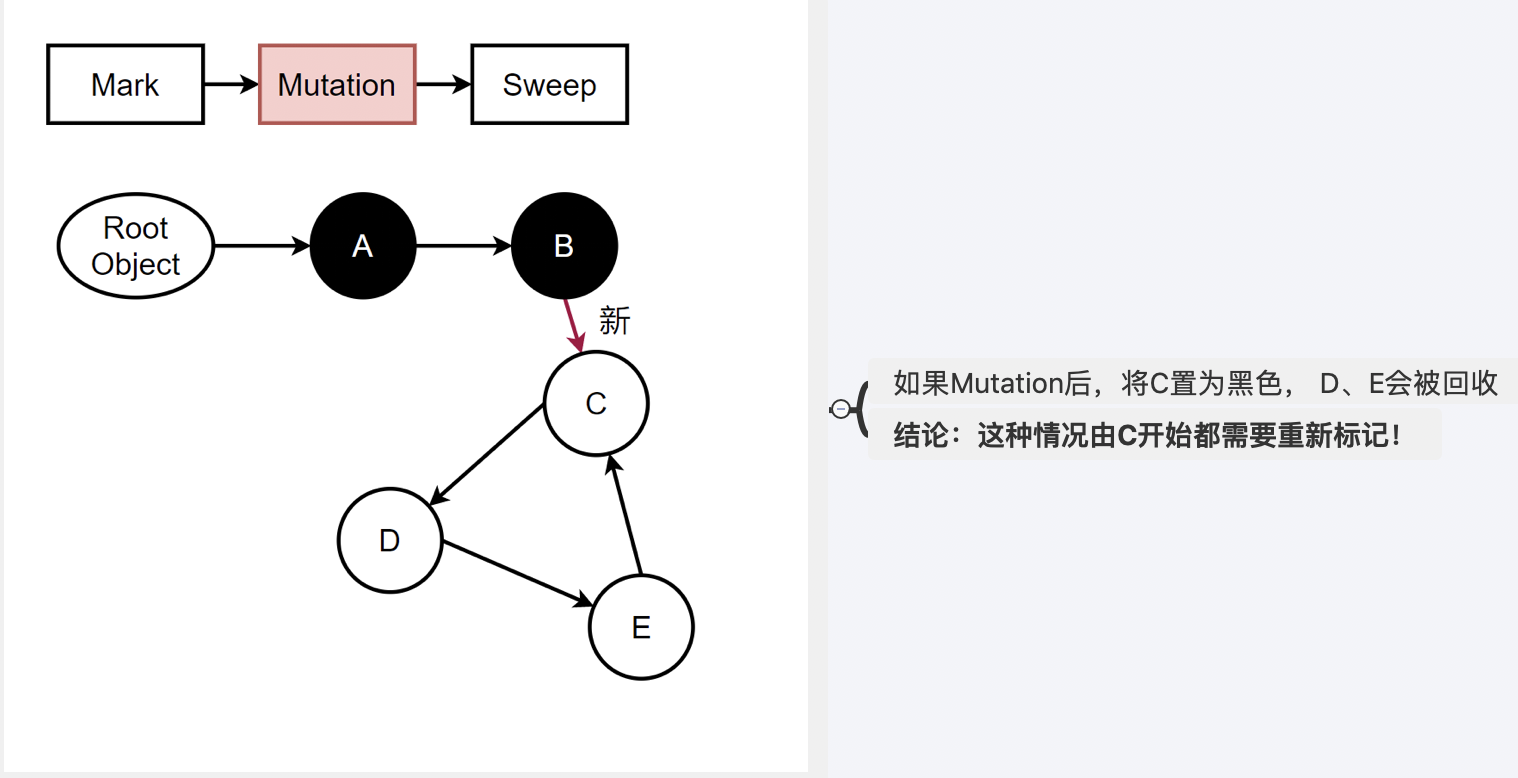 Mark
Mutation
Sweep
Root
Object
A
B
新
C
D
E
如果Mutation后，将C置为黑色， D、E会被回收
结论：这种情况由C开始都需要重新标记！